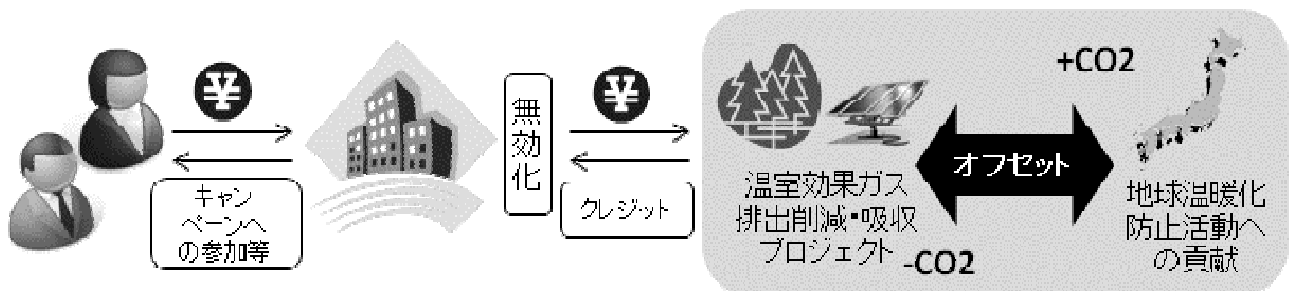 ¥
キャン
ペーンへ
の参加等
無効化
¥
クレジット
温室効果ガス
排出削減・吸収
プロジェクト
-CO2
オフセット
+CO2
地球温暖化
防止活動へ
の貢献